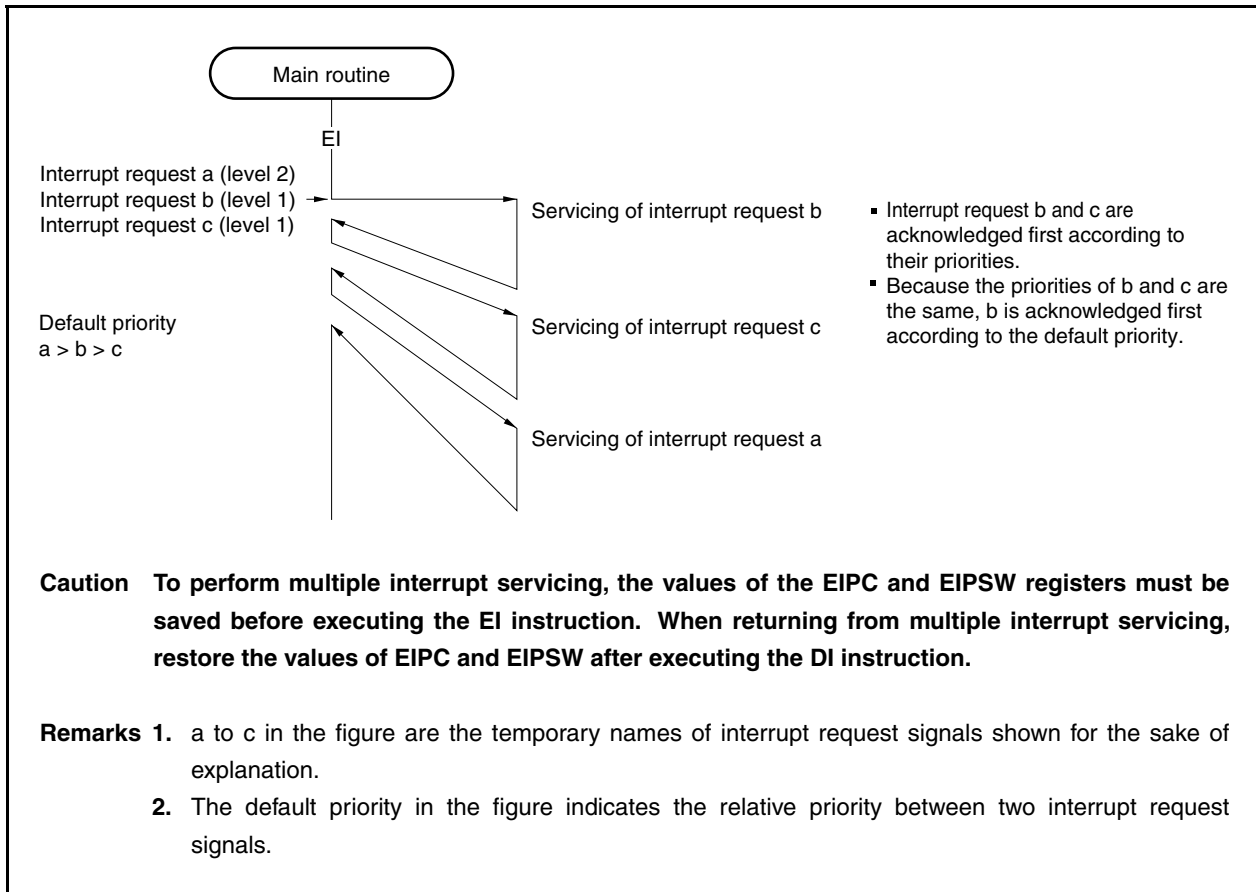 Main routine
EI
Interrupt request a (level 2)
Interrupt request b (level 1)
Interrupt request c (level 1)
Servicing of interrupt request b
▪ Interrupt request b and c are
acknowledged first according to
their priorities.
▪ Because the priorities of b and c are
the same, b is acknowledged first
according to the default priority.
Default priority
a > b > c
Servicing of interrupt request c
Servicing of interrupt request a
Caution To perform multiple interrupt servicing, the values of the EIPC and EIPSW registers must be
saved before executing the EI instruction. When returning from multiple interrupt servicing,
restore the values of EIPC and EIPSW after executing the DI instruction.
Remarks 1. a to c in the figure are the temporary names of interrupt request signals shown for the sake of
explanation.
2. The default priority in the figure indicates the relative priority between two interrupt request
signals.